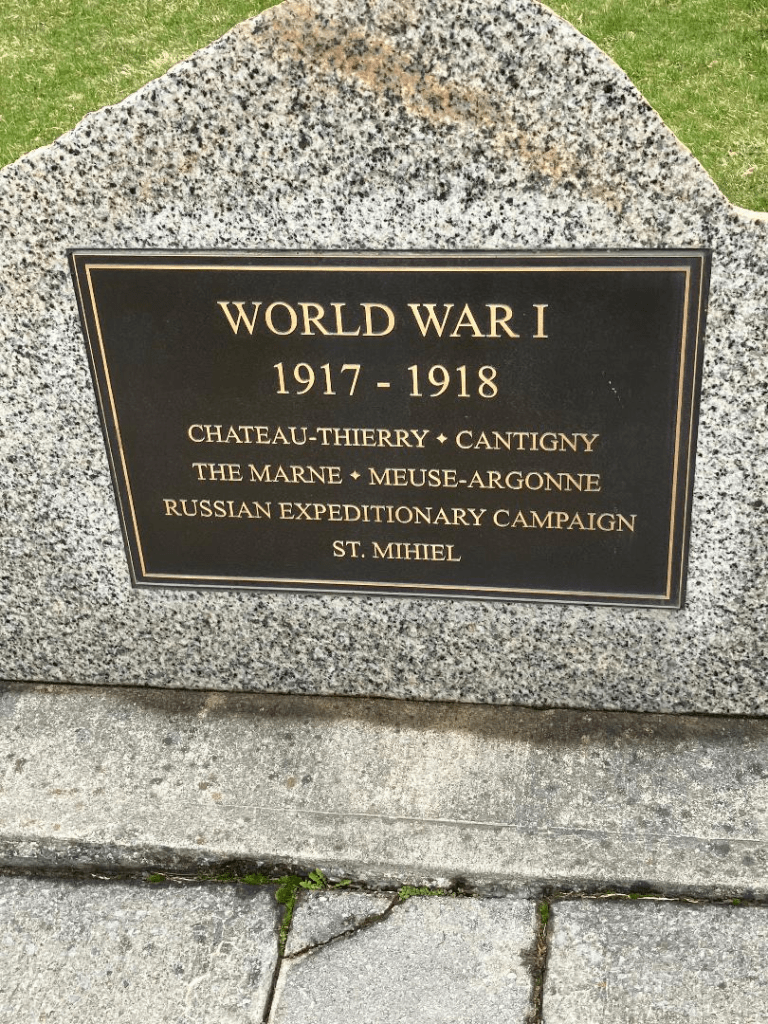 WORLD WAR I
1917 - 1918
CHATEAU-THIERRY ✦ CANTIGNY
THE MARNE ✦ MEUSE-ARGONNE
RUSSIAN EXPEDITIONARY CAMPAIGN
ST. MIHIEL